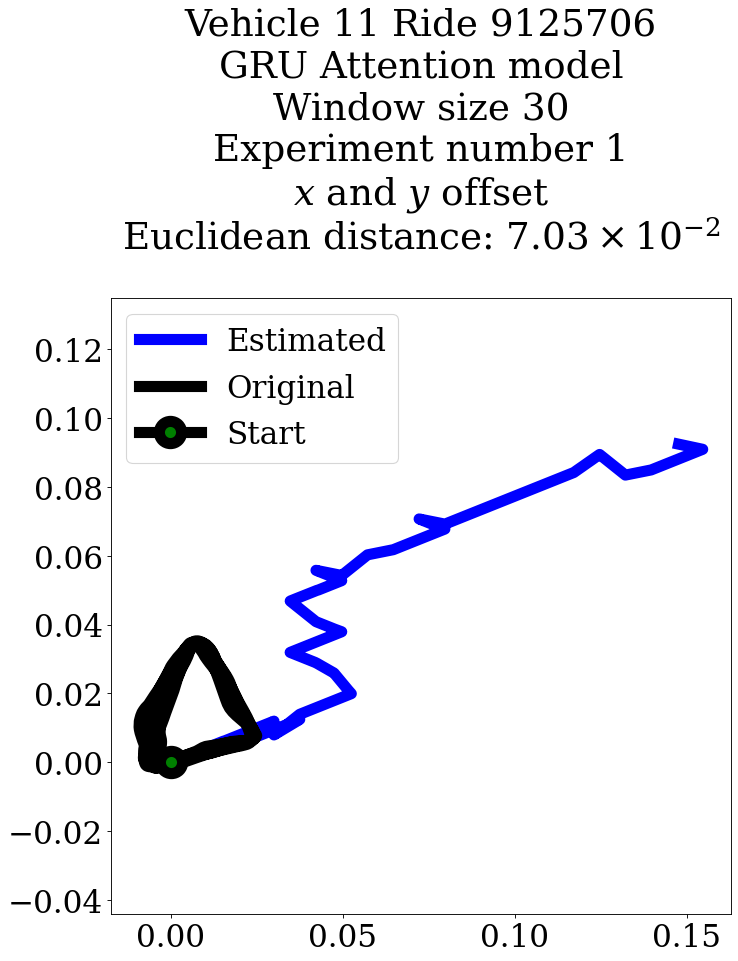 Vehicle 11 Ride 9125706
GRU Attention model
Window size 30
Experiment number 1
x and y offset
Euclidean distance: 7.03 × 10⁻²
Estimated
Original
Start
0.12
0.10
0.08
0.06
0.04
0.02
0.00
−0.02
−0.04
0.00 0.05 0.10 0.15